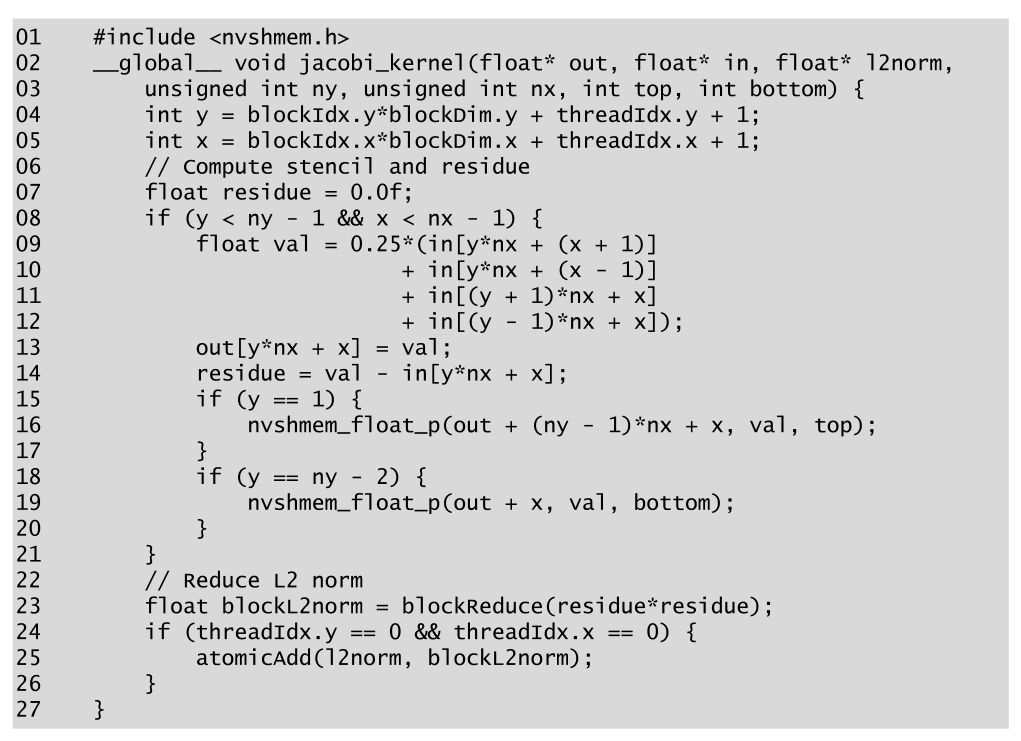 01 #include <nvshmem.h>
02 __global__ void jacobi_kernel(float* out, float* in, float* l2norm,
03     unsigned int ny, unsigned int nx, int top, int bottom) {
04     int y = blockIdx.y*blockDim.y + threadIdx.y + 1;
05     int x = blockIdx.x*blockDim.x + threadIdx.x + 1;
06     // Compute stencil and residue
07     float residue = 0.0f;
08     if (y < ny - 1 && x < nx - 1) {
09         float val = 0.25*(in[y*nx + (x + 1)]
10                         + in[y*nx + (x - 1)]
11                         + in[(y + 1)*nx + x]
12                         + in[(y - 1)*nx + x]);
13         out[y*nx + x] = val;
14         residue = val - in[y*nx + x];
15         if (y == 1) {
16             nvshmem_float_p(out + (ny - 1)*nx + x, val, top);
17         }
18         if (y == ny - 2) {
19             nvshmem_float_p(out + x, val, bottom);
20         }
21     }
22     // Reduce L2 norm
23     float blockL2norm = blockReduce(residue*residue);
24     if (threadIdx.y == 0 && threadIdx.x == 0) {
25         atomicAdd(l2norm, blockL2norm);
26     }
27 }